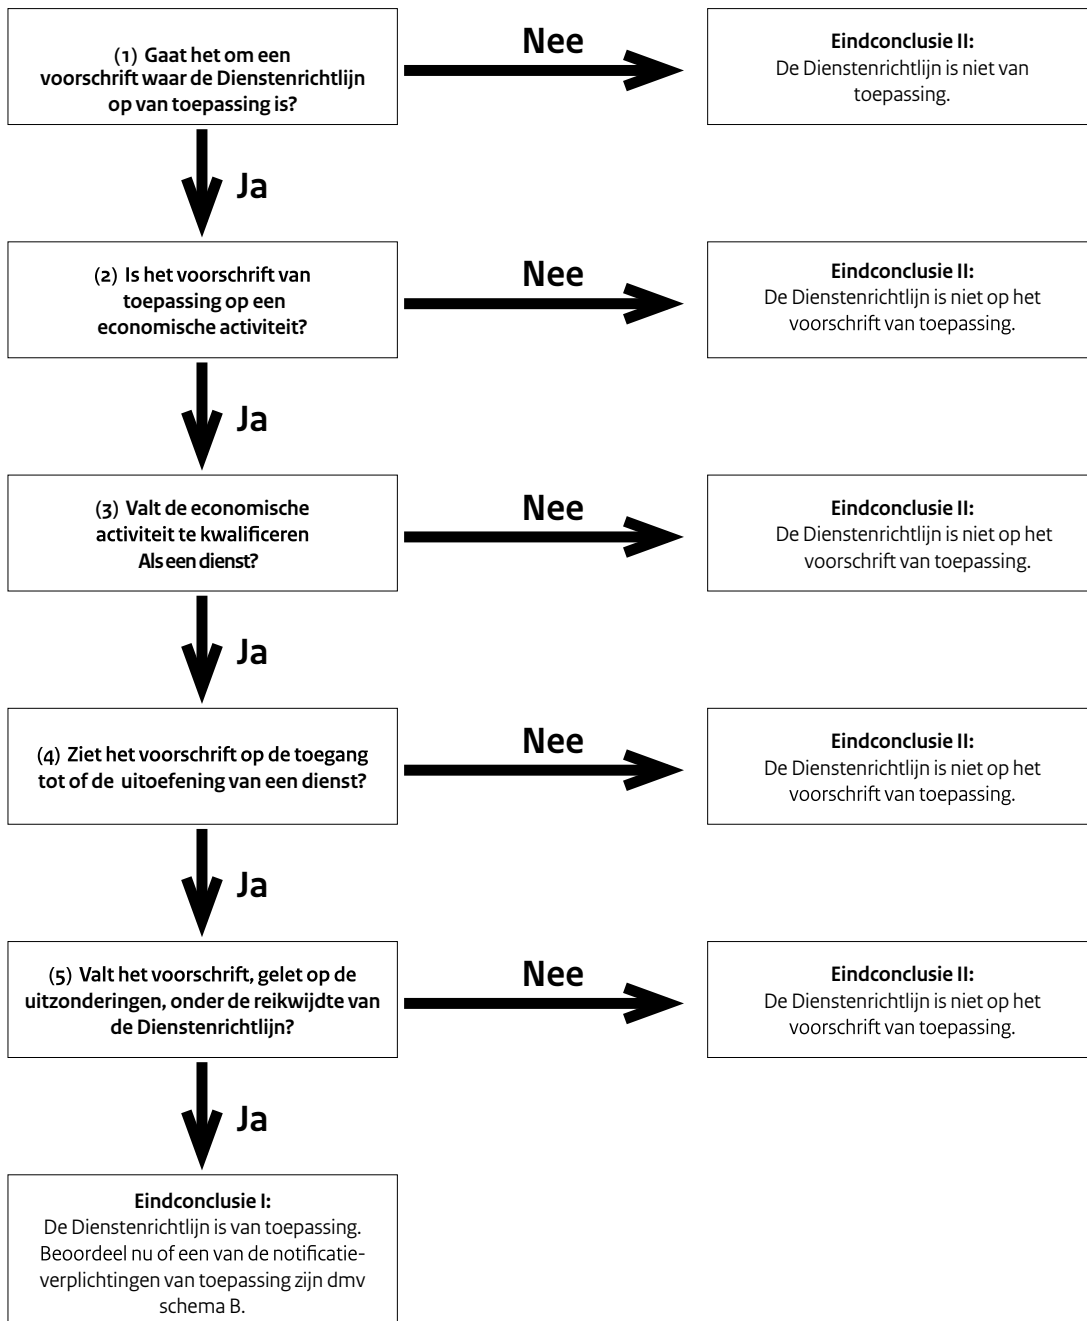 (1) Gaat het om een
voorschrift waar de Dienstenrichtlijn
op van toepassing is?
Nee
Eindconclusie II:
De Dienstenrichtlijn is niet van
toepassing.
Ja
(2) Is het voorschrift van
toepassing op een
economische activiteit?
Nee
Eindconclusie II:
De Dienstenrichtlijn is niet op het
voorschrift van toepassing.
Ja
(3) Valt de economische
activiteit te kwalificeren
Als een dienst?
Nee
Eindconclusie II:
De Dienstenrichtlijn is niet op het
voorschrift van toepassing.
Ja
(4) Ziet het voorschrift op de toegang
tot of de uitoefening van een dienst?
Nee
Eindconclusie II:
De Dienstenrichtlijn is niet op het
voorschrift van toepassing.
Ja
(5) Valt het voorschrift, gelet op de
uitzonderingen, onder de reikwijdte van
de Dienstenrichtlijn?
Nee
Eindconclusie II:
De Dienstenrichtlijn is niet op het
voorschrift van toepassing.
Ja
Eindconclusie I:
De Dienstenrichtlijn is van toepassing.
Beoordeel nu of een van de notificatie-
verplichtingen van toepassing zijn dmv
schema B.